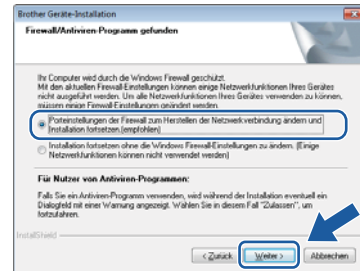 Brother Geräte-Installation
Firewall/Antiviren-Programm gefunden
Ihr Computer wird durch die Windows Firewall geschützt.
Mit den aktuellen Firewall-Einstellungen können einige Netzwerkfunktionen Ihres Gerätes
nicht ausgeführt werden. Um alle Netzwerkfunktionen Ihres Gerätes verwenden zu können,
müssen einige Firewall-Einstellungen geändert werden.
Porteinstellungen der Firewall zum Herstellen der Netzwerkverbindung ändern und
Installation fortsetzen.(empfohlen)
Installation fortsetzen ohne die Windows Firewall-Einstellungen zu ändern. (Einige
Netzwerkfunktionen können nicht verwendet werden)
Für Nutzer von Antiviren-Programmen:
Falls Sie ein Antiviren-Programm verwenden, wird während der Installation eventuell ein
Dialogfeld mit einer Warnung angezeigt. Wählen Sie in diesem Fall "Zulassen", um
fortzufahren.
InstallShield
< Zurück
Weiter >
Abbrechen